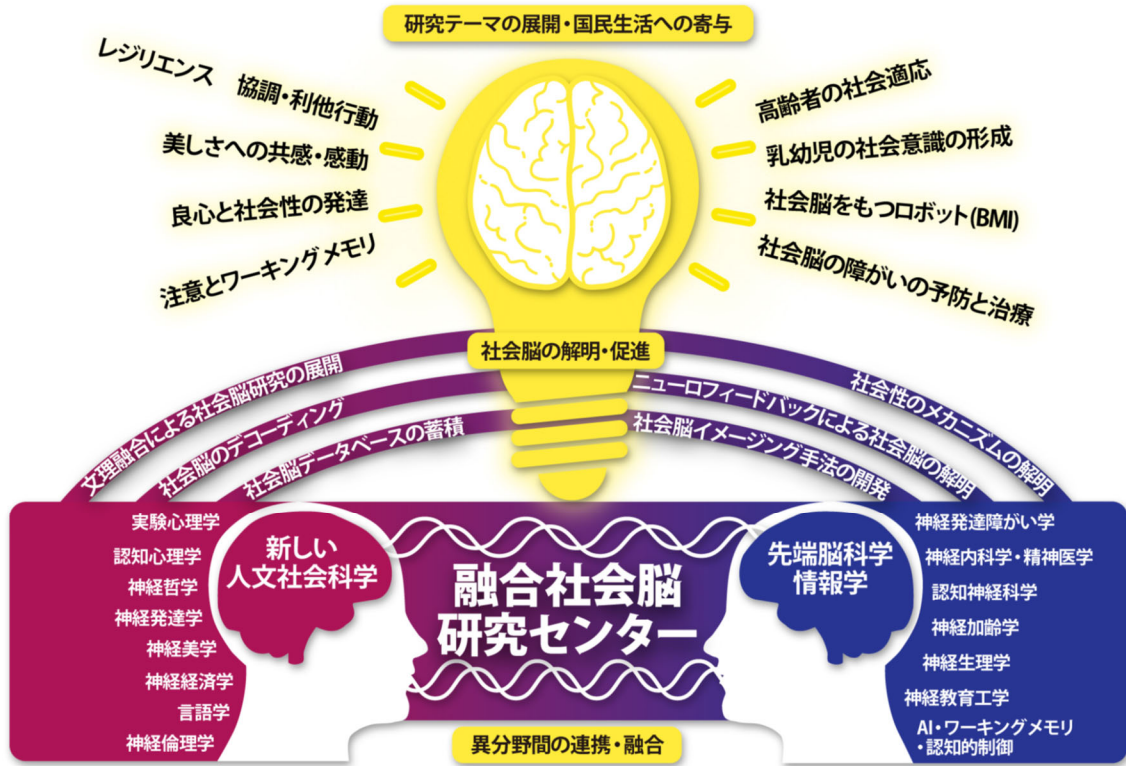 研究テーマの展開・国民生活への寄与
レジリエンス 協調・利他行動
美しさへの共感・感動
良心と社会性の発達
注意とワーキングメモリ
高齢者の社会適応
乳幼児の社会意識の形成
社会脳をもつロボット(BMI)
社会脳の障がいの予防と治療
社会脳の解明・促進
文理融合による社会脳研究の展開
社会脳のデコーディング
社会脳データベースの蓄積
社会性のメカニズムの解明
ニューロフィードバックによる社会脳の解明
社会脳イメージング手法の開発
実験心理学
認知心理学
神経哲学
神経発達学
神経美学
神経経済学
言語学
神経倫理学
新しい
人文社会科学
融合社会脳
研究センター
先端脳科学
情報学
神経発達障がい学
神経内科学・精神医学
認知神経科学
神経加齢学
神経生理学
神経教育工学
AI・ワーキングメモリ
・認知的制御
異分野間の連携・融合